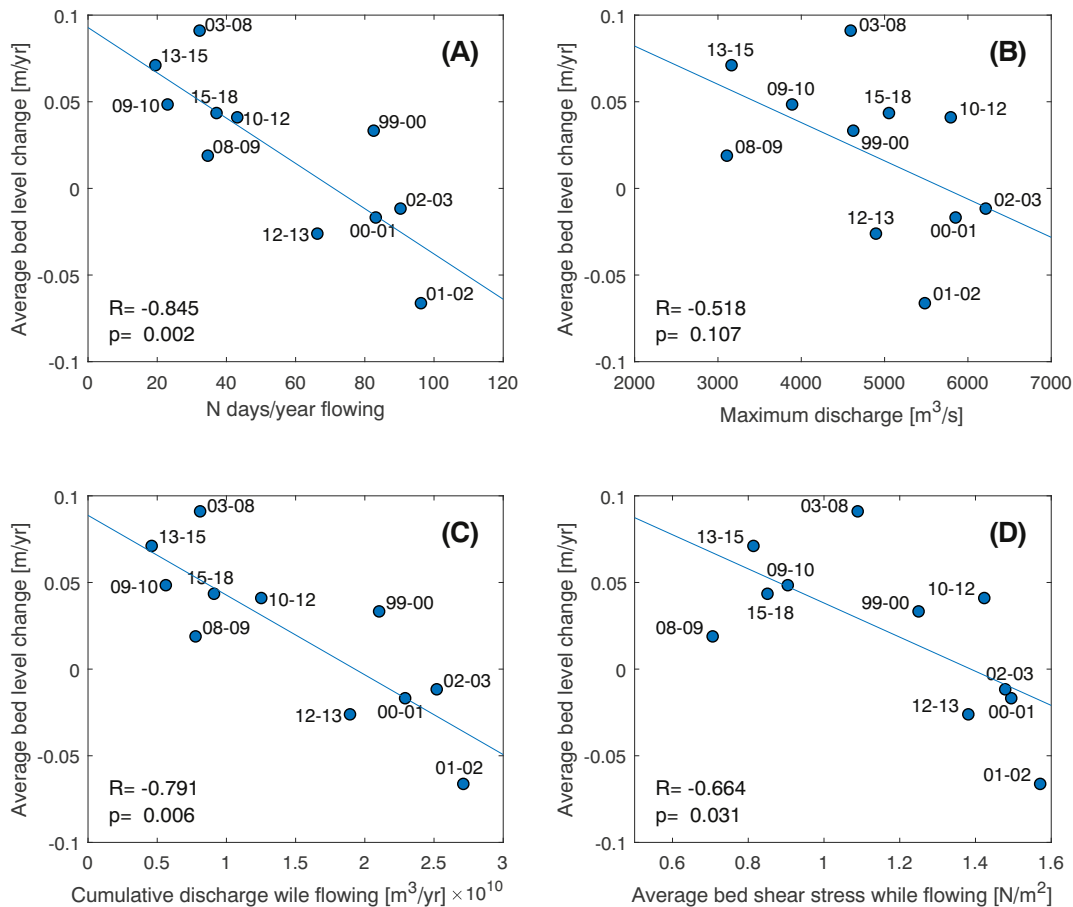 (A)
Average bed level change [m/yr]
0.1
0.05
0
-0.05
-0.1
03-08
13-15
09-10
15-18
10-12
08-09
99-00
02-03
00-01
12-13
01-02
R= -0.845
p= 0.002
0 20 40 60 80 100 120
N days/year flowing
(B)
Average bed level change [m/yr]
0.1
0.05
0
-0.05
-0.1
03-08
13-15
09-10
15-18
10-12
99-00
08-09
02-03
12-13
00-01
01-02
R= -0.518
p= 0.107
2000 3000 4000 5000 6000 7000
Maximum discharge [m³/s]
(C)
Average bed level change [m/yr]
0.1
0.05
0
-0.05
-0.1
03-08
13-15
09-10
15-18
10-12
99-00
08-09
02-03
12-13
00-01
01-02
R= -0.791
p= 0.006
0 0.5 1 1.5 2 2.5 3
Cumulative discharge wile flowing [m³/yr] ×10¹⁰
(D)
Average bed level change [m/yr]
0.1
0.05
0
-0.05
-0.1
03-08
13-15
09-10
10-12
15-18
99-00
08-09
02-03
12-13
00-01
01-02
R= -0.664
p= 0.031
0.6 0.8 1 1.2 1.4 1.6
Average bed shear stress while flowing [N/m²]